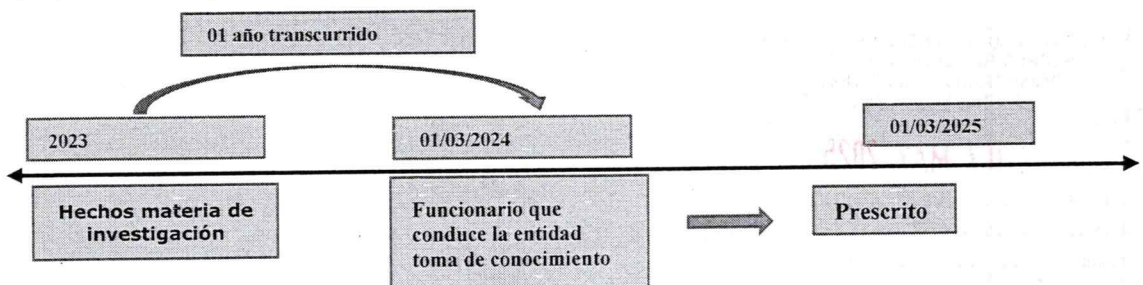 01 año transcurrido
2023
01/03/2024
01/03/2025
Hechos materia de
investigación
Funcionario que
conduce la entidad
toma de conocimiento
Prescrito